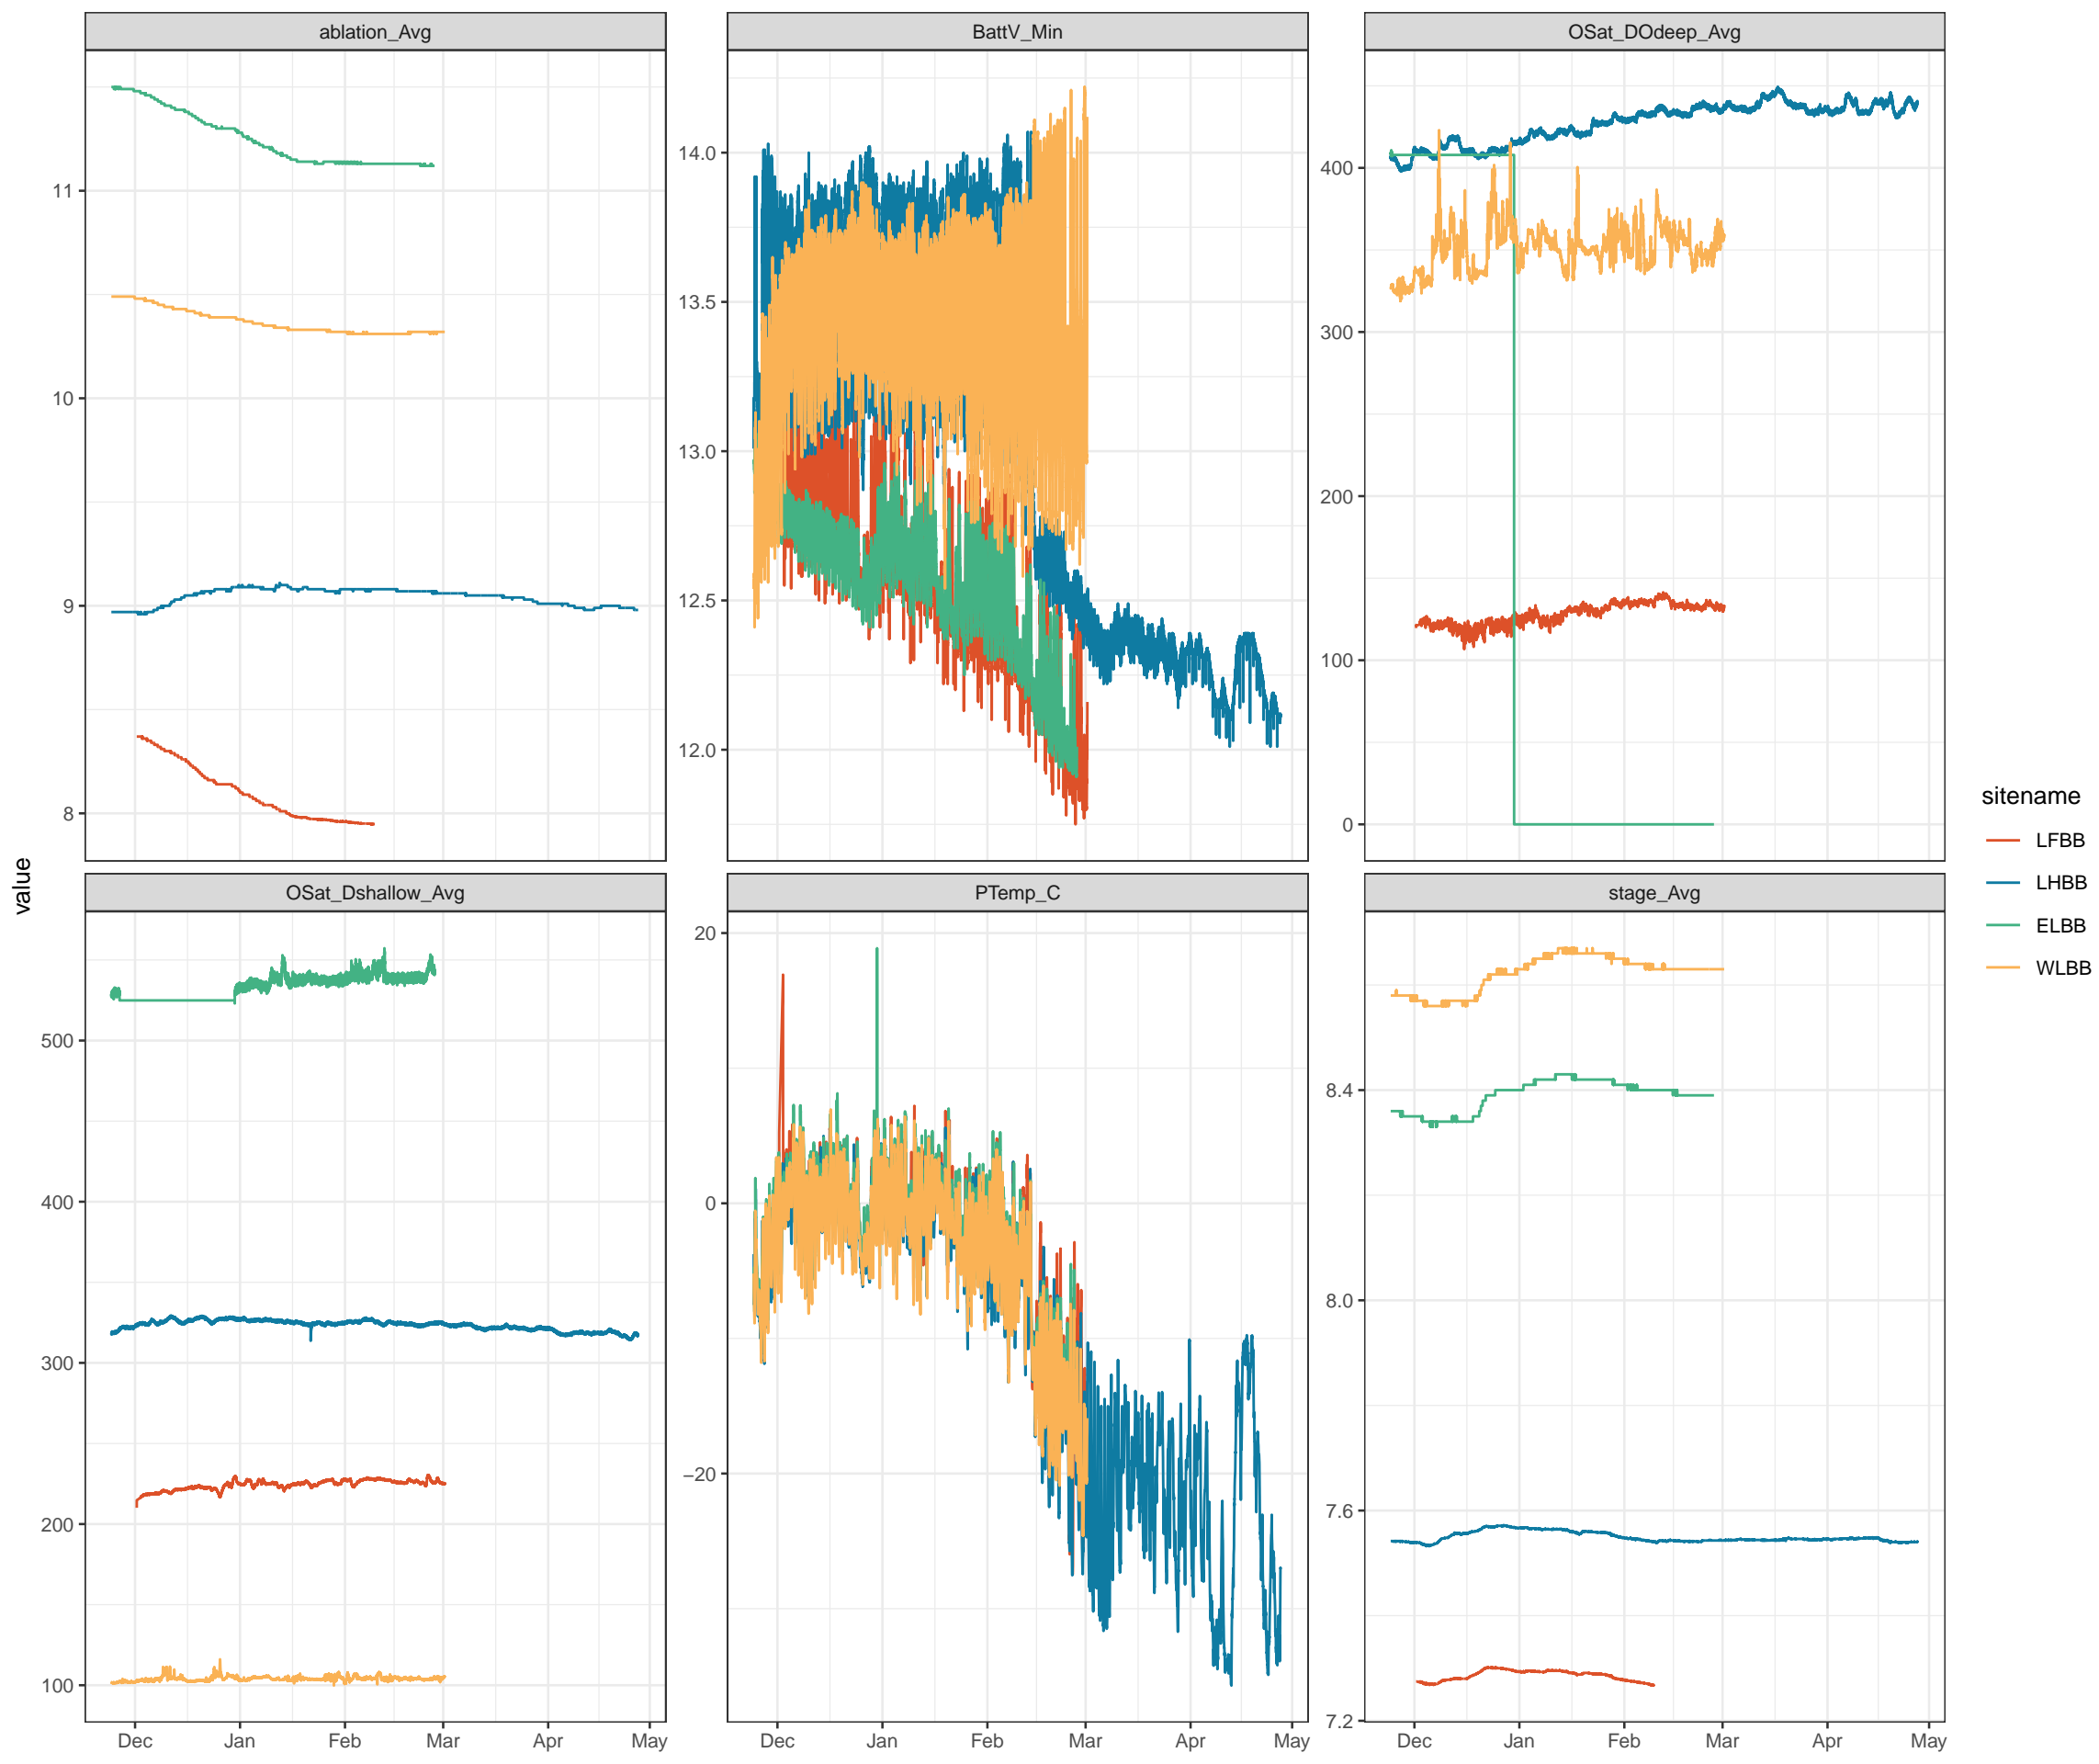 ablation_Avg
BattV_Min
OSat_DOdeep_Avg
11
10
9
8
14.0
13.5
13.0
12.5
12.0
400
300
200
100
0
value
OSat_Dshallow_Avg
PTemp_C
stage_Avg
500
400
300
200
100
20
0
−20
8.4
8.0
7.6
7.2
Dec Jan Feb Mar Apr May
Dec Jan Feb Mar Apr May
Dec Jan Feb Mar Apr May
sitename
LFBB
LHBB
ELBB
WLBB